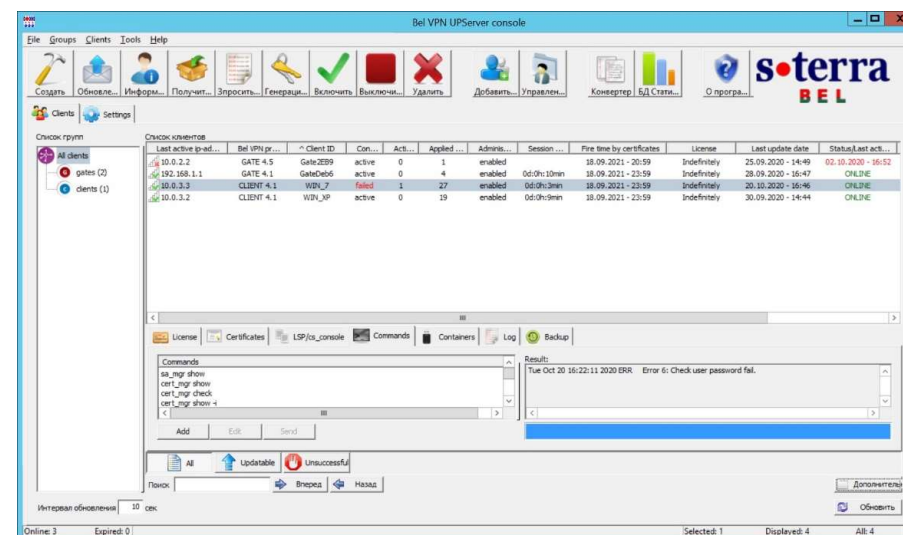 Bel VPN UPServer console
File Groups Clients Tools Help
Создать Обновле... Информ... Получит... Зпросить... Генераци... Включить Выключи... Удалить Добавить... Управлен... Конвертер БД Стати... О програ...
s•terra
BEL
Clients Settings
Список групп
Список клиентов
All clients
G gates (2)
C clients (1)
Last active ip-ad... Bel VPN pr... ^ Client ID Con... Acti... Applied ... Adminis... Session ... Fire time by certificates License Last update date Status/Last acti...
10.0.2.2 GATE 4.5 Gate2EB9 active 0 1 enabled 18.09.2021 - 20:59 Indefinitely 25.09.2020 - 14:49 02.10.2020 - 16:52
192.168.1.1 GATE 4.1 GateDeb6 active 0 4 enabled 0d:0h:10min 18.09.2021 - 23:59 Indefinitely 28.09.2020 - 16:47 ONLINE
10.0.3.3 CLIENT 4.1 WIN_7 failed 1 27 enabled 0d:0h:3min 18.09.2021 - 23:59 Indefinitely 20.10.2020 - 16:46 ONLINE
10.0.3.2 CLIENT 4.1 WIN_XP active 0 19 enabled 0d:0h:9min 18.09.2021 - 23:59 Indefinitely 30.09.2020 - 14:44 ONLINE
License Certificates LSP/cs_console Commands Containers Log Backup
Commands
sa_mgr show
cert_mgr show
cert_mgr check
cert_mgr show -i
Add Edit Send
Result:
Tue Oct 20 16:22:11 2020 ERR Error 6: Check user password fail.
All Updatable Unsuccessful
Поиск Вперед Назад
Дополнитель
Интервал обновления 10 сек
Обновить
Online: 3 Expired: 0 Selected: 1 Displayed: 4 All: 4